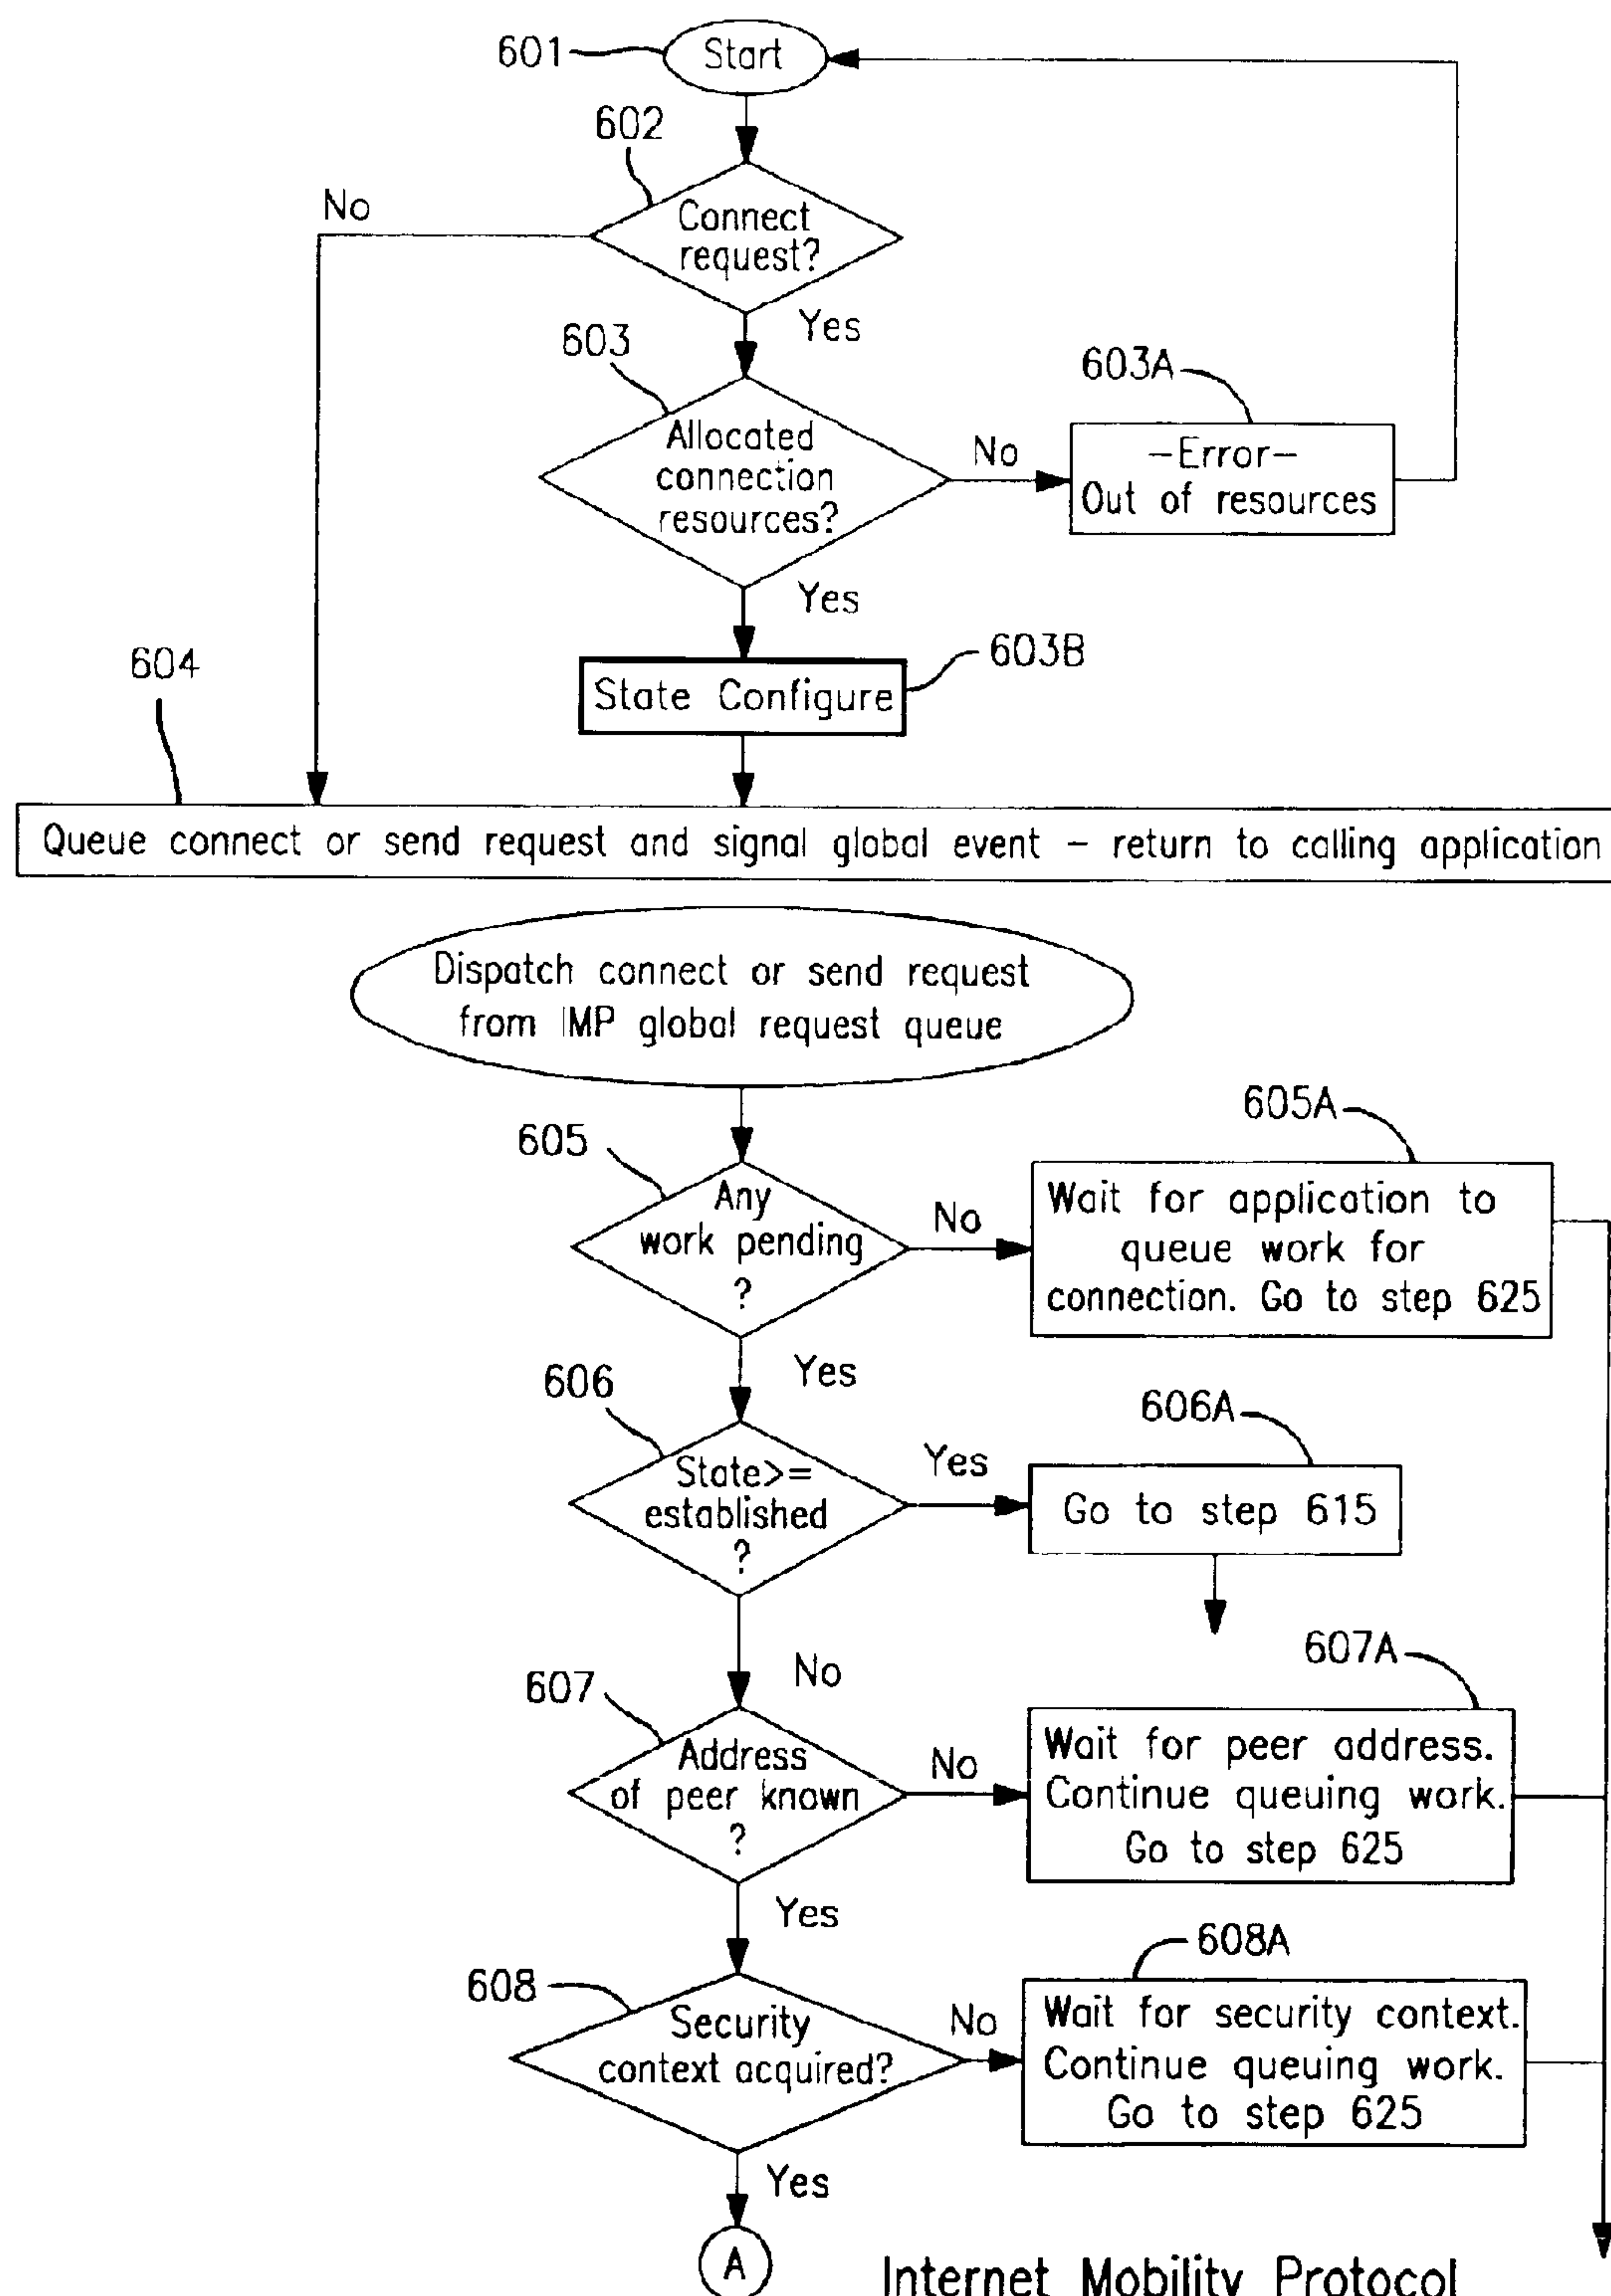 601
Start
602
No
Connect
request?
Yes
603
603A
Allocated
connection
resources?
No
-Error-
Out of resources
Yes
603B
604
State Configure
Queue connect or send request and signal global event - return to calling application
Dispatch connect or send request
from IMP global request queue
605A
605
Any
work pending
?
No
Wait for application to
queue work for
connection. Go to step 625
Yes
606
606A
State>=
established
?
Yes
Go to step 615
No
607A
607
Address
of peer known
?
No
Wait for peer address.
Continue queuing work.
Go to step 625
Yes
608A
608
Security
context acquired?
No
Wait for security context.
Continue queuing work.
Go to step 625
Yes
A
Internet Mobility Protocol